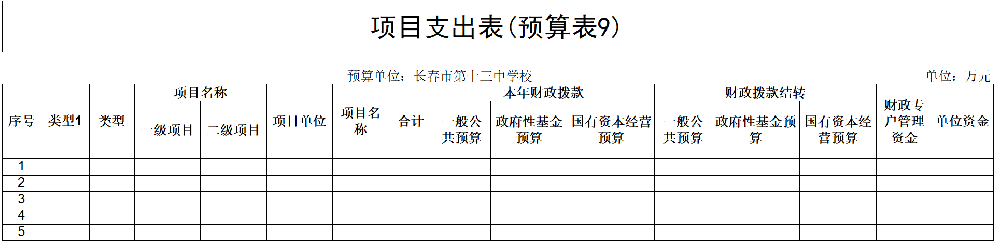 项目支出表(预算表9)
预算单位：长春市第十三中学校 单位：万元
序号 类型1 类型 项目名称 项目单位 项目名称 合计 本年财政拨款 财政拨款结转 财政专户管理资金 单位资金
一级项目 二级项目 一般公共预算 政府性基金预算 国有资本经营预算 一般公共预算 政府性基金预算 国有资本经营预算
1
2
3
4
5